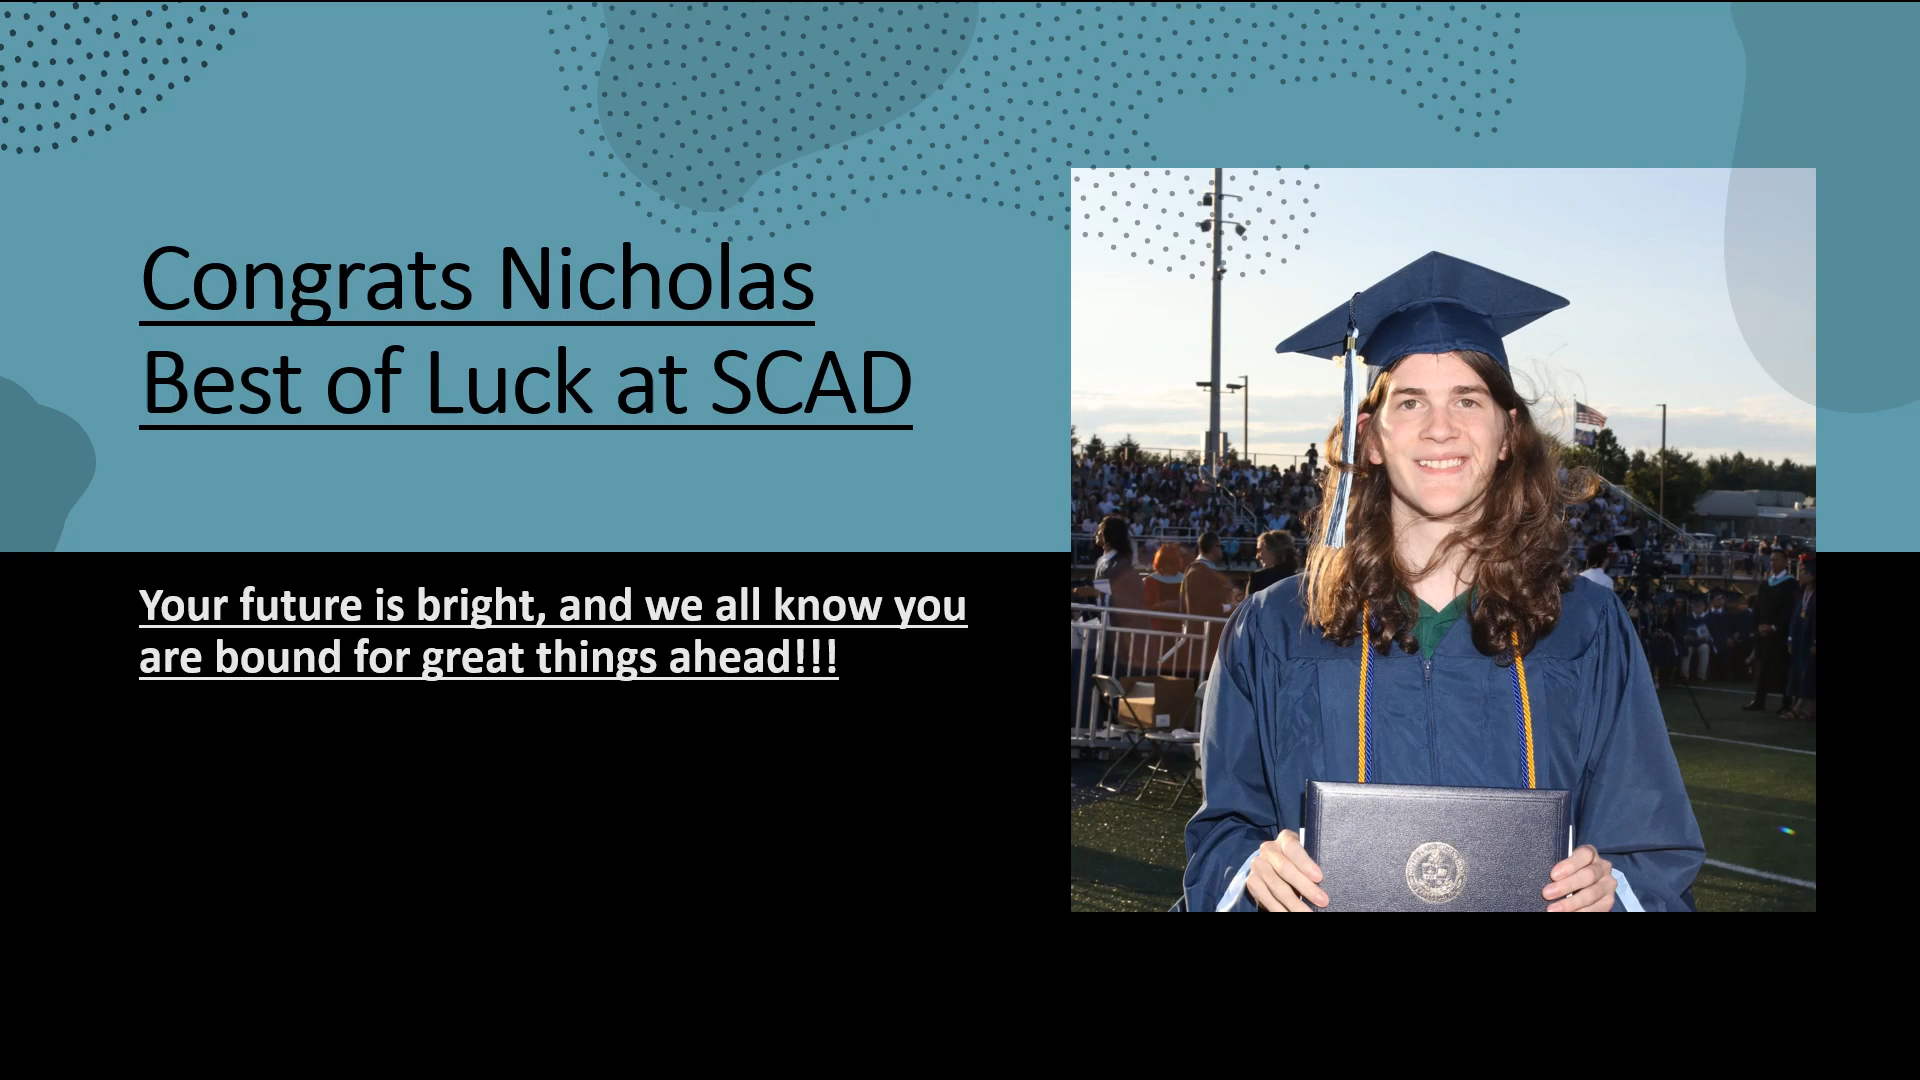 Congrats Nicholas
Best of Luck at SCAD
Your future is bright, and we all know you
are bound for great things ahead!!!